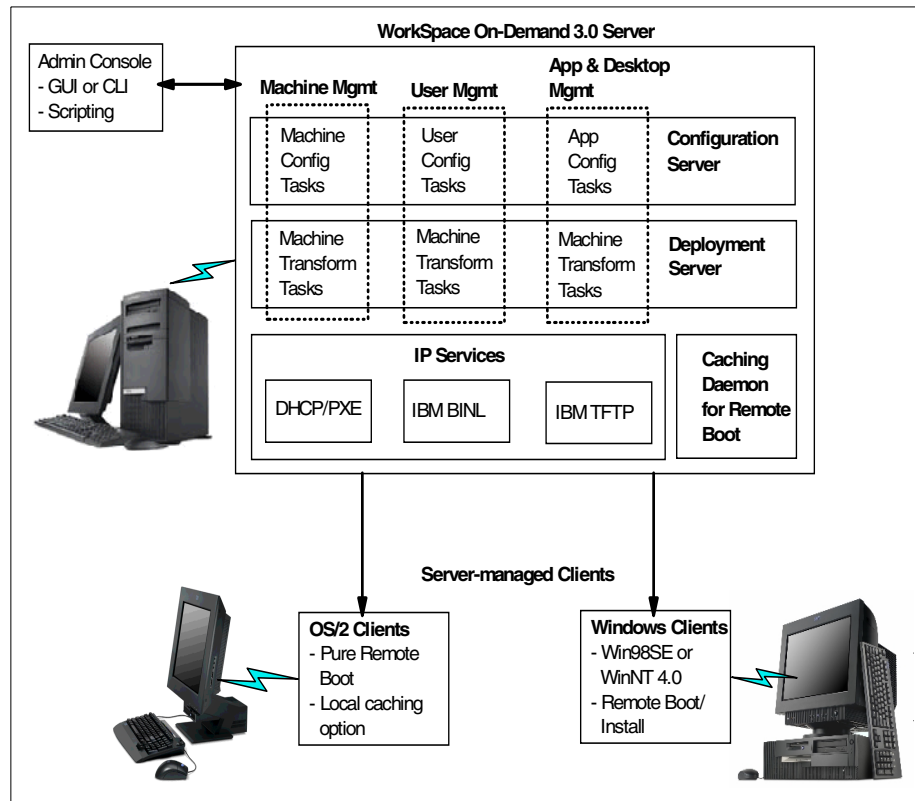 WorkSpace On-Demand 3.0 Server
Admin Console
- GUI or CLI
- Scripting
Machine Mgmt
User Mgmt
App & Desktop
Mgmt
Machine
Config
Tasks
User
Config
Tasks
App
Config
Tasks
Configuration
Server
Machine
Transform
Tasks
Machine
Transform
Tasks
Machine
Transform
Tasks
Deployment
Server
IP Services
DHCP/PXE
IBM BINL
IBM TFTP
Caching
Daemon
for Remote
Boot
Server-managed Clients
OS/2 Clients
- Pure Remote
Boot
- Local caching
option
Windows Clients
- Win98SE or
WinNT 4.0
- Remote Boot/
Install